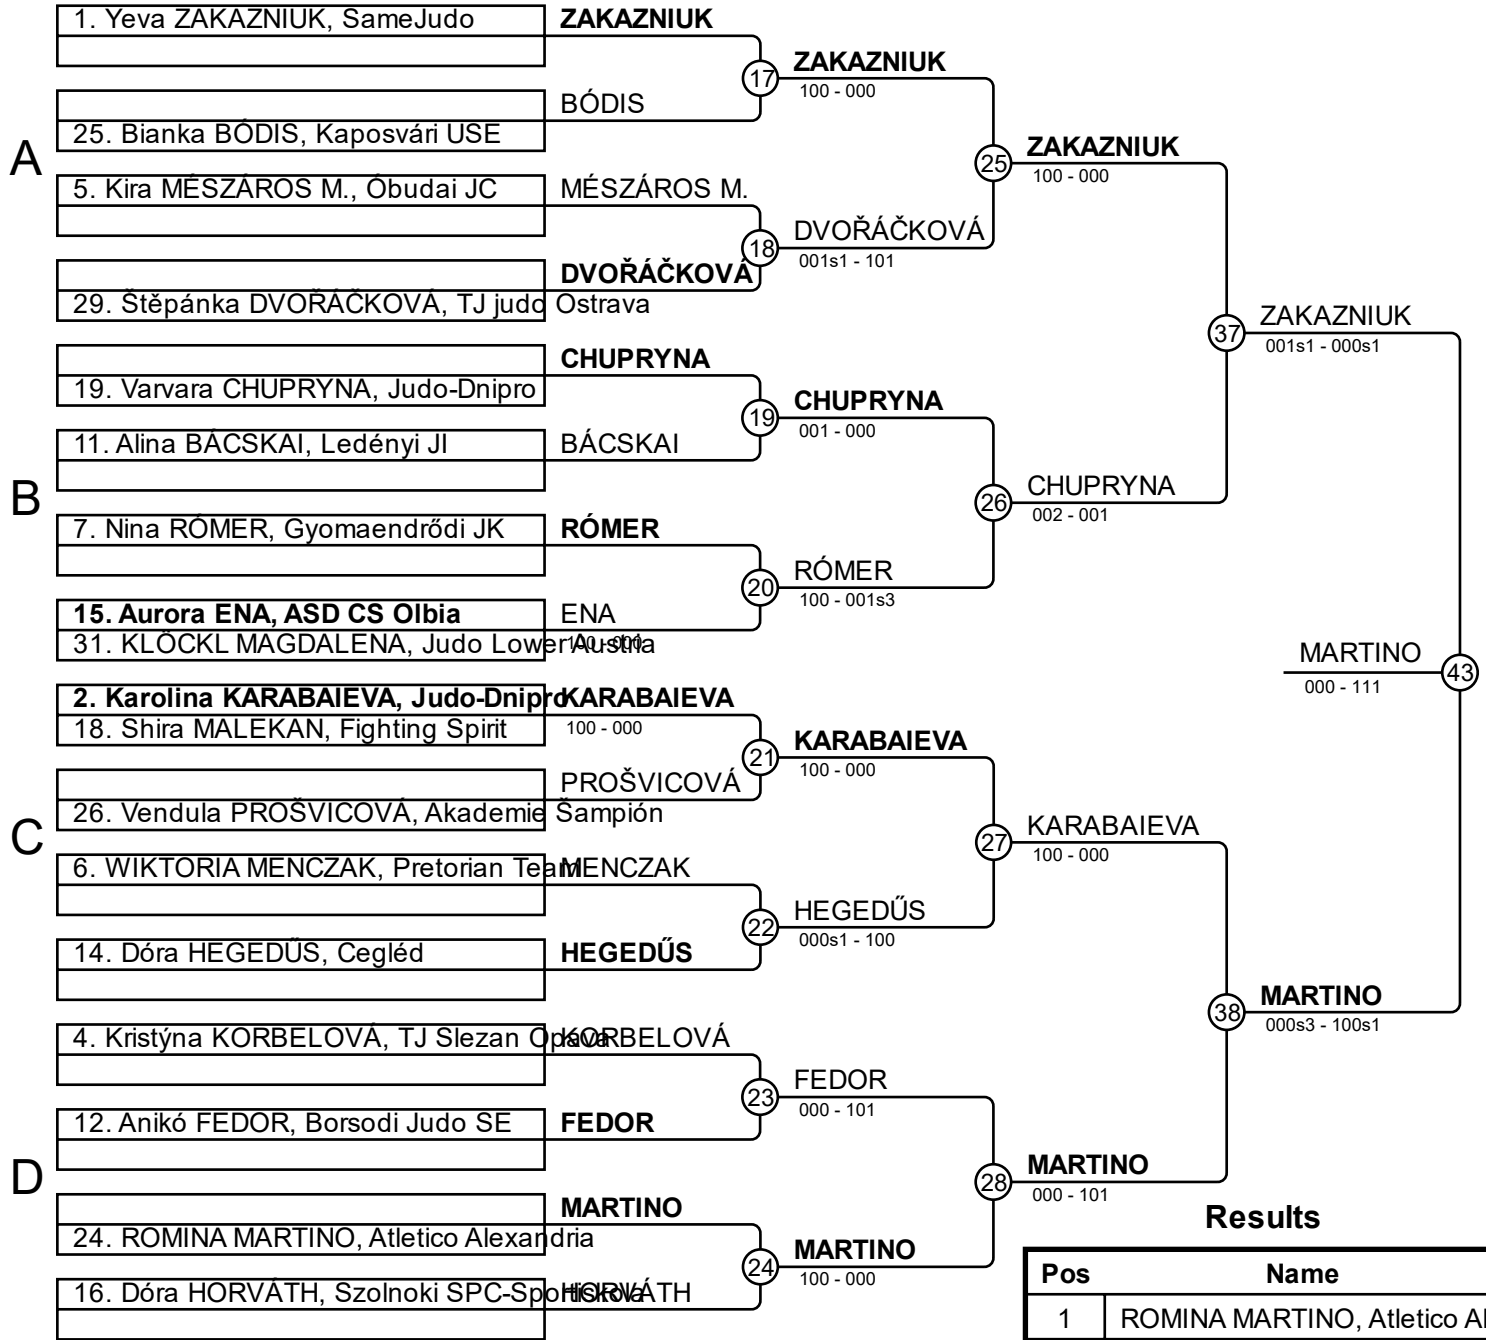 1. Yeva ZAKAZNIUK, SameJudo
ZAKAZNIUK
17
ZAKAZNIUK
100 - 000
BÓDIS
25. Bianka BÓDIS, Kaposvári USE
A
25
ZAKAZNIUK
100 - 000
5. Kira MÉSZÁROS M., Óbudai JC
MÉSZÁROS M.
18
DVOŘÁČKOVÁ
001s1 - 101
DVOŘÁČKOVÁ
29. Štěpánka DVOŘÁČKOVÁ, TJ judo Ostrava
37
ZAKAZNIUK
001s1 - 000s1
CHUPRYNA
19. Varvara CHUPRYNA, Judo-Dnipro
19
CHUPRYNA
001 - 000
11. Alina BÁCSKAI, Ledényi JI
BÁCSKAI
B
26
CHUPRYNA
002 - 001
7. Nina RÓMER, Gyomaendrődi JK
RÓMER
20
RÓMER
100 - 001s3
15. Aurora ENA, ASD CS Olbia
ENA
31. KLÖCKL MAGDALENA, Judo Lower Austria
100 - 000
MARTINO
000 - 111
43
2. Karolina KARABAIEVA, Judo-Dnipro
KARABAIEVA
18. Shira MALEKAN, Fighting Spirit
100 - 000
21
KARABAIEVA
100 - 000
PROŠVICOVÁ
26. Vendula PROŠVICOVÁ, Akademie Šampión
C
27
KARABAIEVA
100 - 000
6. WIKTORIA MENCZAK, Pretorian Team
MENCZAK
22
HEGEDŰS
000s1 - 100
14. Dóra HEGEDŰS, Cegléd
HEGEDŰS
38
MARTINO
000s3 - 100s1
4. Kristýna KORBELOVÁ, TJ Slezan Opava
KORBELOVÁ
23
FEDOR
000 - 101
12. Anikó FEDOR, Borsodi Judo SE
FEDOR
D
28
MARTINO
000 - 101
MARTINO
24. ROMINA MARTINO, Atletico Alexandria
24
MARTINO
100 - 000
16. Dóra HORVÁTH, Szolnoki SPC-Sportiskola
HORVÁTH
Results
Pos Name
1 ROMINA MARTINO, Atletico Al